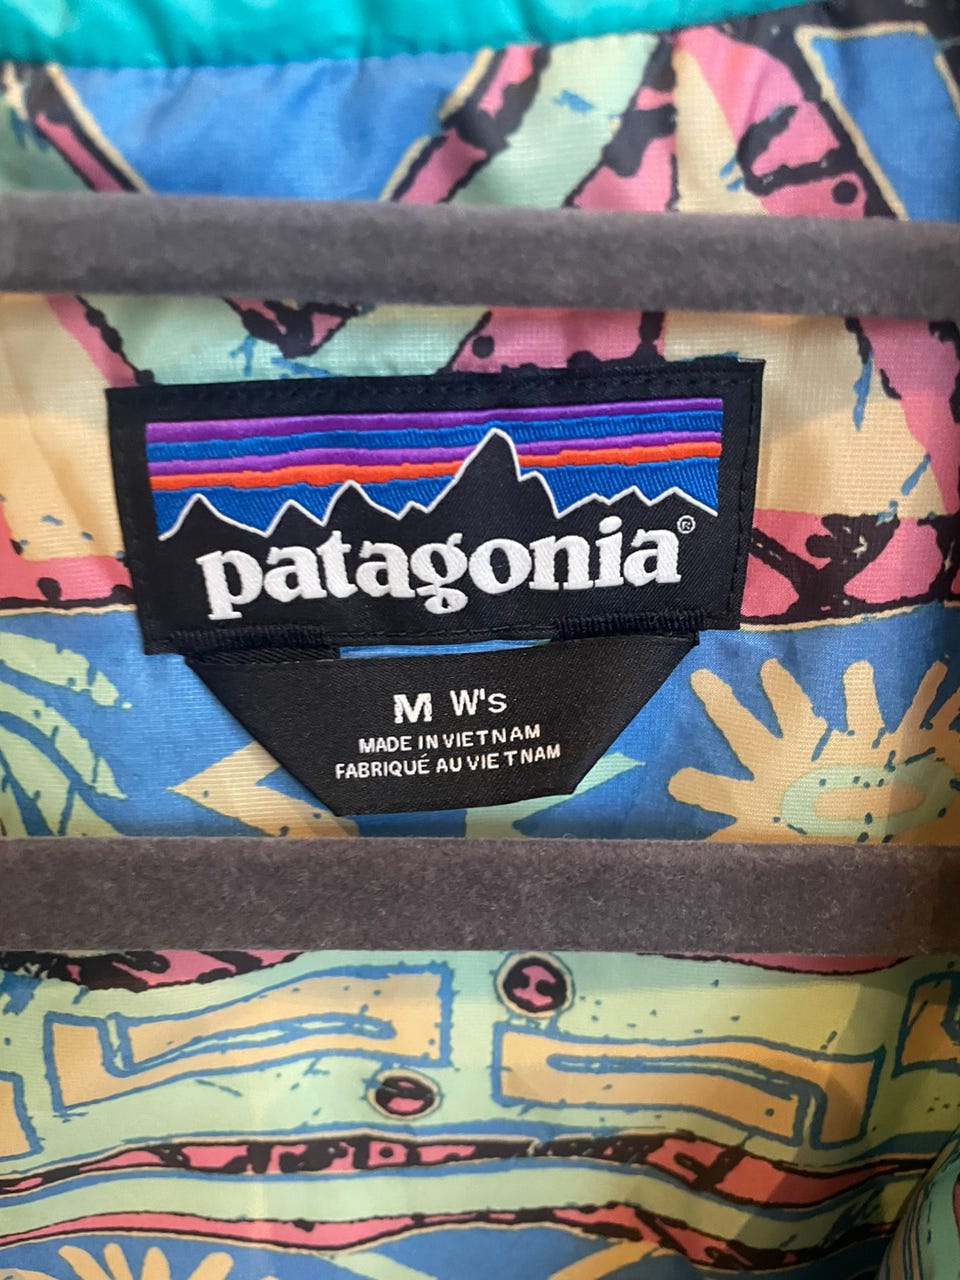 patagonia®
M W's
MADE IN VIETNAM
FABRIQUÉ AU VIETNAM